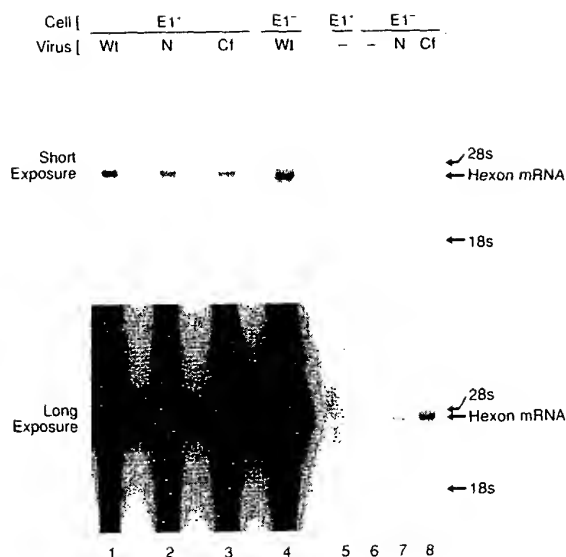 Cell [ E1+ E1− E1+ E1−
Virus [ Wt N Cf Wt – – N Cf
Short
Exposure
28s
Hexon mRNA
18s
Long
Exposure
28s
Hexon mRNA
18s
1 2 3 4 5 6 7 8